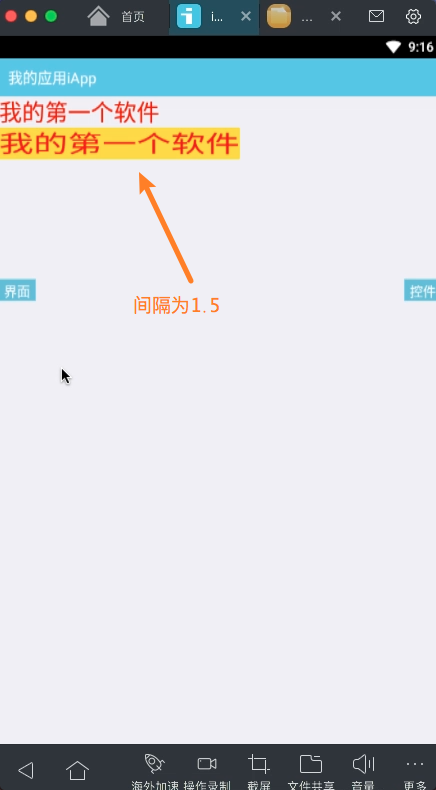 首页
i...
...
9:16
我的应用iApp
我的第一个软件
我的第一个软件
间隔为1.5
界面
控件
海外加速 操作录制 截屏 文件共享 音量 更多